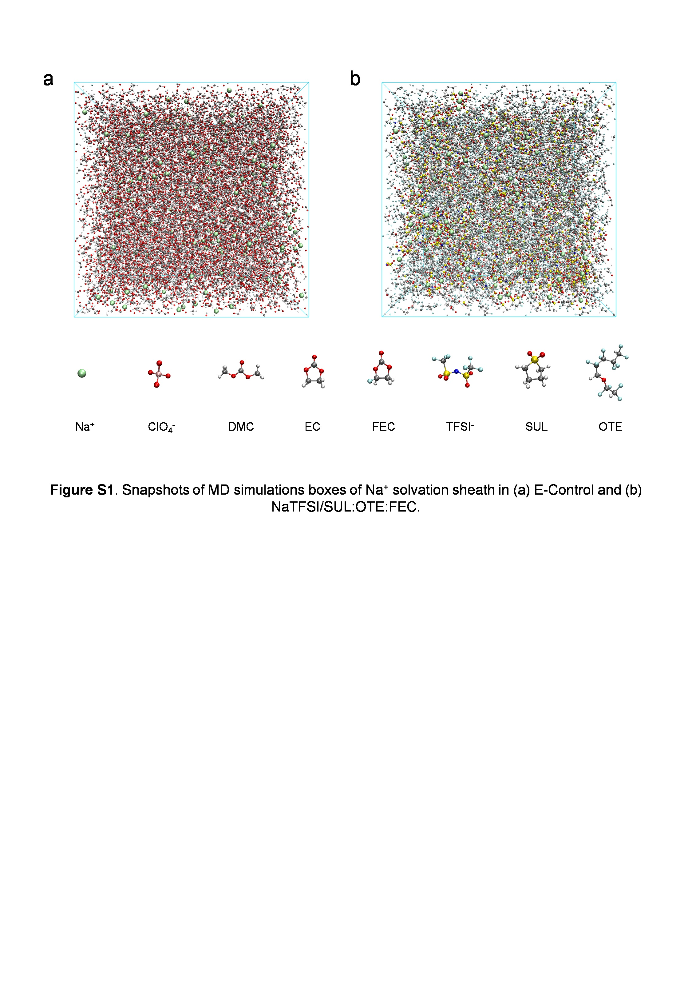 a
b
Na⁺
ClO₄⁻
DMC
EC
FEC
TFSI⁻
SUL
OTE
Figure S1. Snapshots of MD simulations boxes of Na⁺ solvation sheath in (a) E-Control and (b)
NaTFSI/SUL:OTE:FEC.